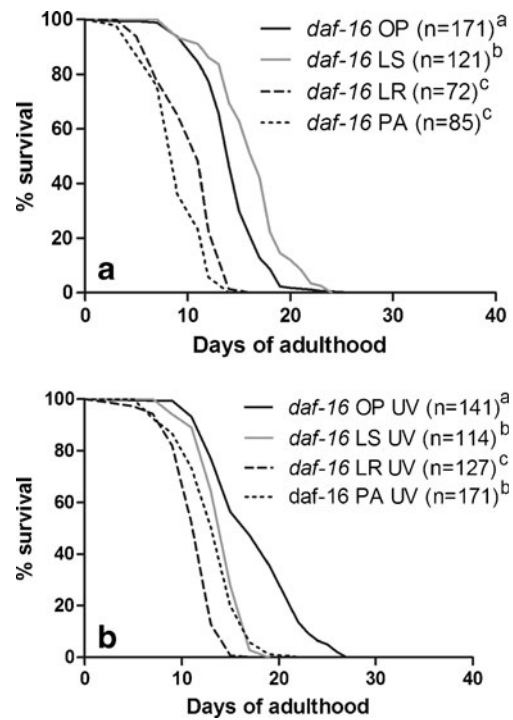 100
80
60
40
20
0
% survival
daf-16 OP (n=171)a
daf-16 LS (n=121)b
daf-16 LR (n=72)c
daf-16 PA (n=85)c
a
0 10 20 30 40
Days of adulthood
100
80
60
40
20
0
% survival
daf-16 OP UV (n=141)a
daf-16 LS UV (n=114)b
daf-16 LR UV (n=127)c
daf-16 PA UV (n=171)b
b
0 10 20 30 40
Days of adulthood